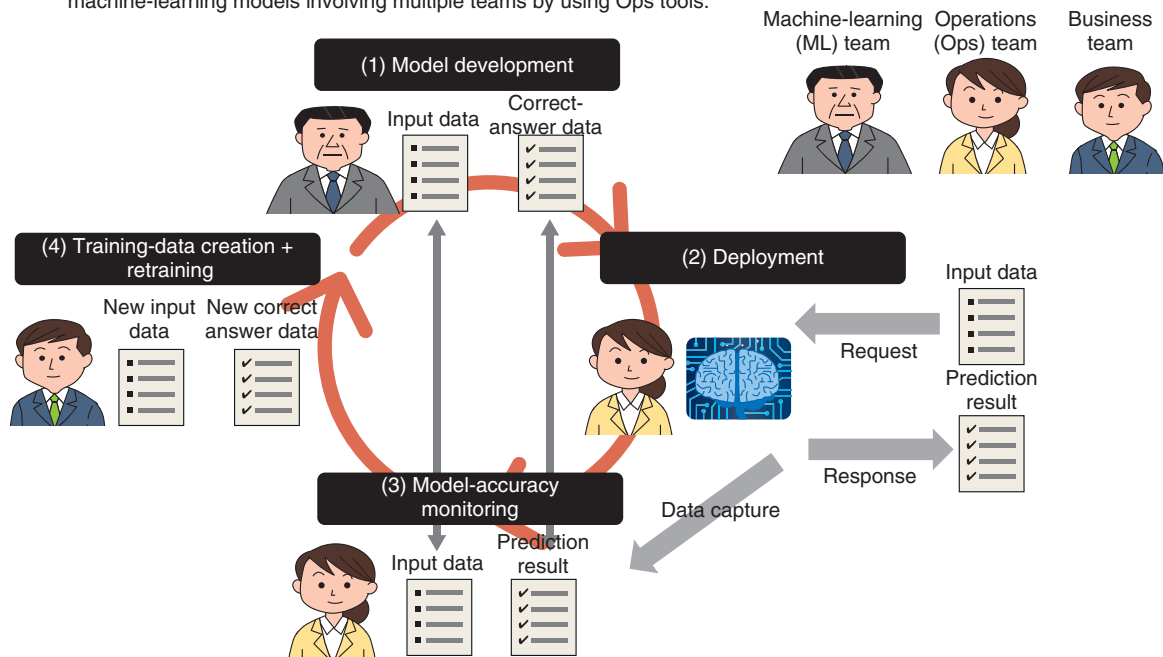 machine-learning models involving multiple teams by using Ops tools.
Machine-learning
(ML) team
Operations
(Ops) team
Business
team
(1) Model development
Input data
Correct-
answer data
(2) Deployment
Input data
Request
Prediction
result
Response
Data capture
(3) Model-accuracy
monitoring
Input data
Prediction
result
(4) Training-data creation +
retraining
New input
data
New correct
answer data